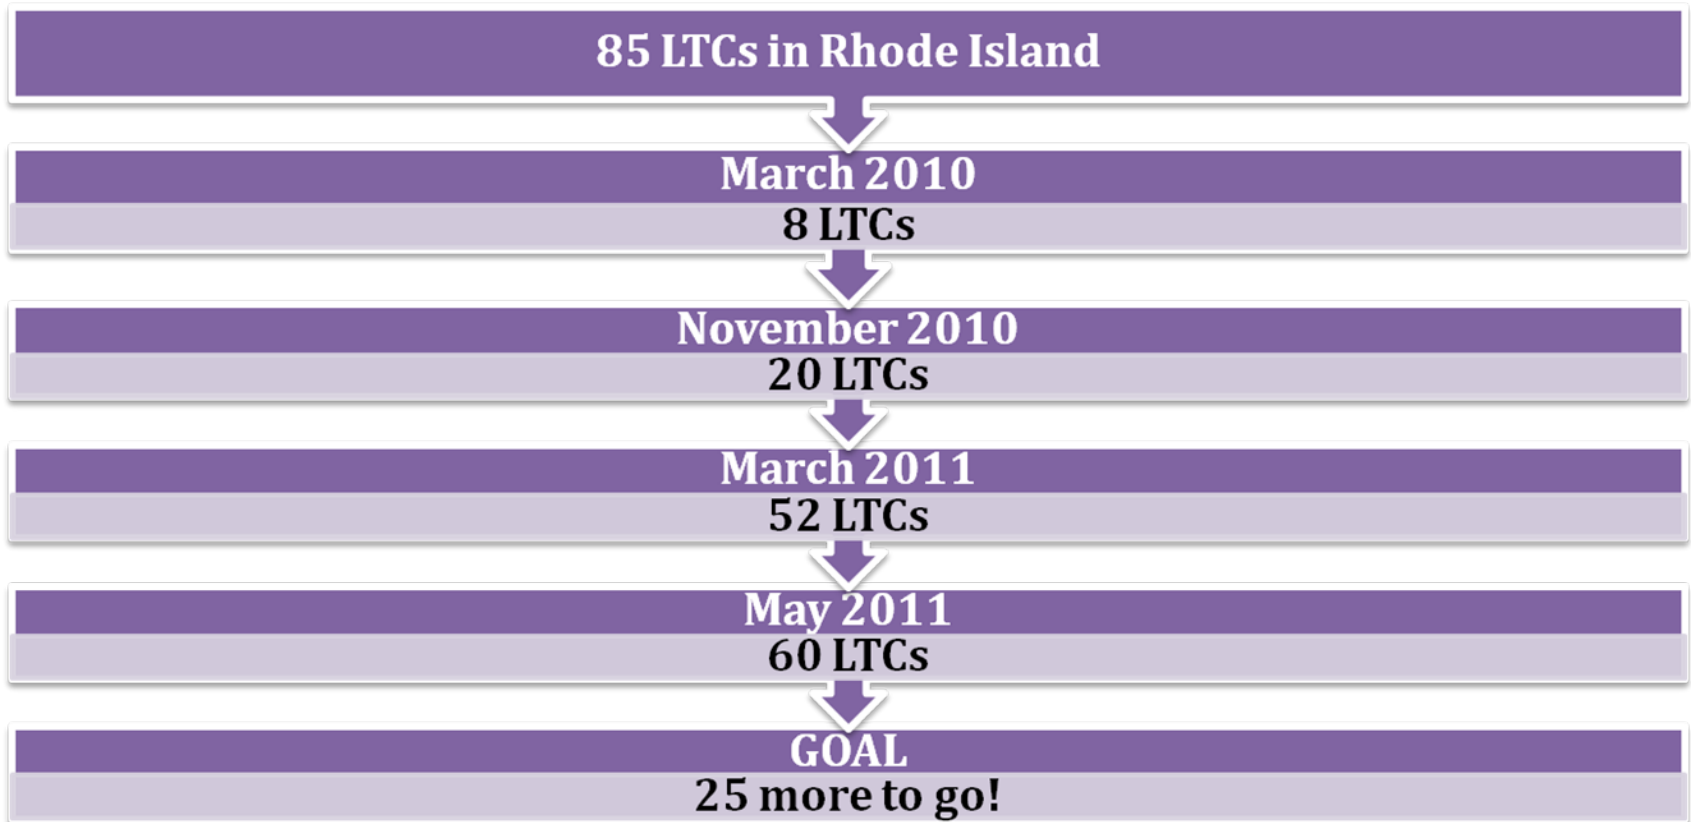 85 LTCs in Rhode Island
March 2010
8 LTCs
November 2010
20 LTCs
March 2011
52 LTCs
May 2011
60 LTCs
GOAL
25 more to go!